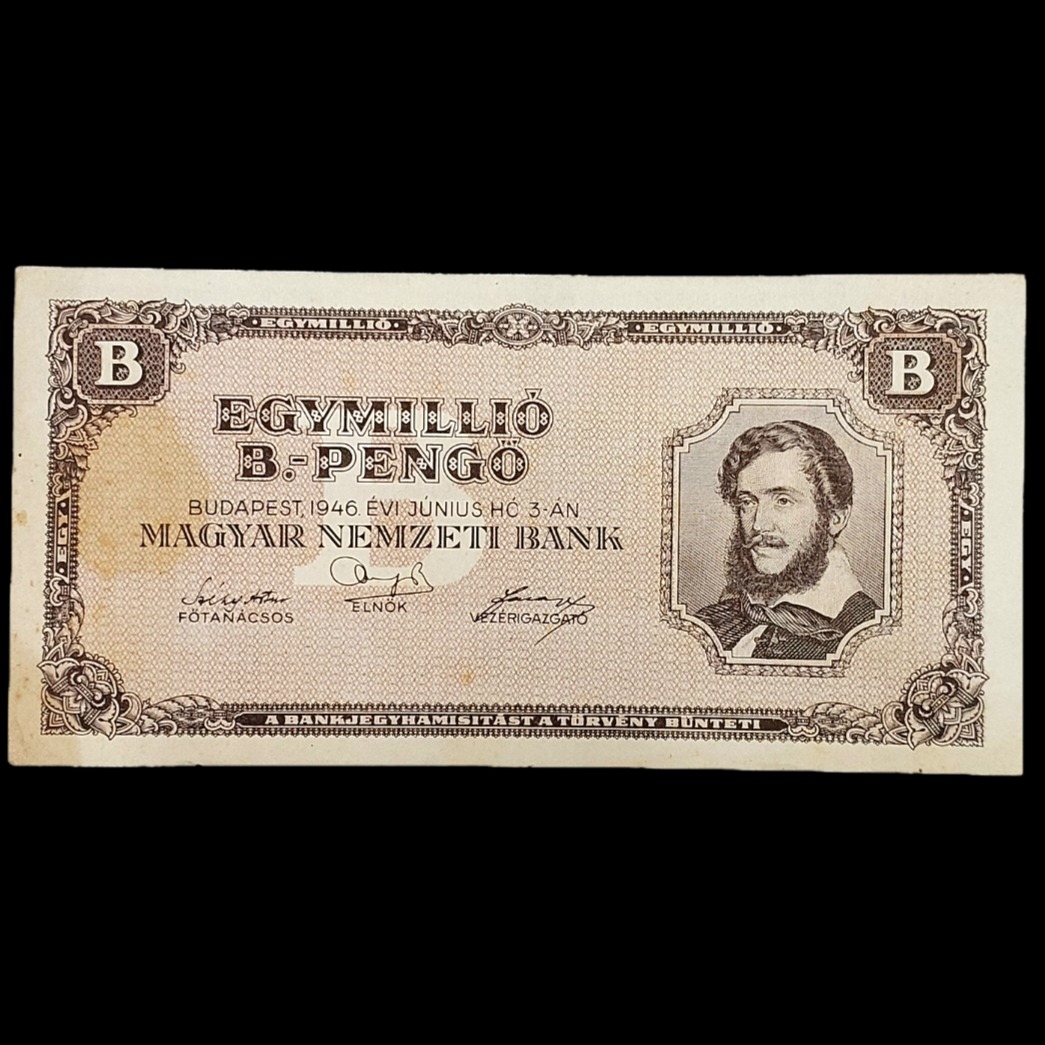 ·EGYMILLIÓ· ·EGYMILLIÓ·
B B
EGYMILLIÓ
B.-PENGŐ
BUDAPEST, 1946. ÉVI JÚNIUS HÓ 3-ÁN
MAGYAR NEMZETI BANK
FŐTANÁCSOS
ELNÖK
VEZÉRIGAZGATÓ
A BANKJEGYHAMISITÁST A TÖRVÉNY BÜNTETI